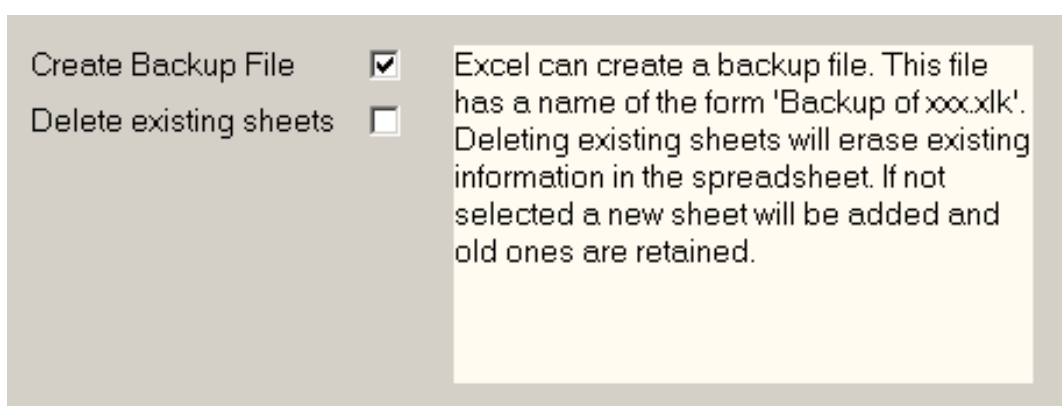 Create Backup File
Delete existing sheets
Excel can create a backup file. This file
has a name of the form 'Backup of xxx.xlk'.
Deleting existing sheets will erase existing
information in the spreadsheet. If not
selected a new sheet will be added and
old ones are retained.